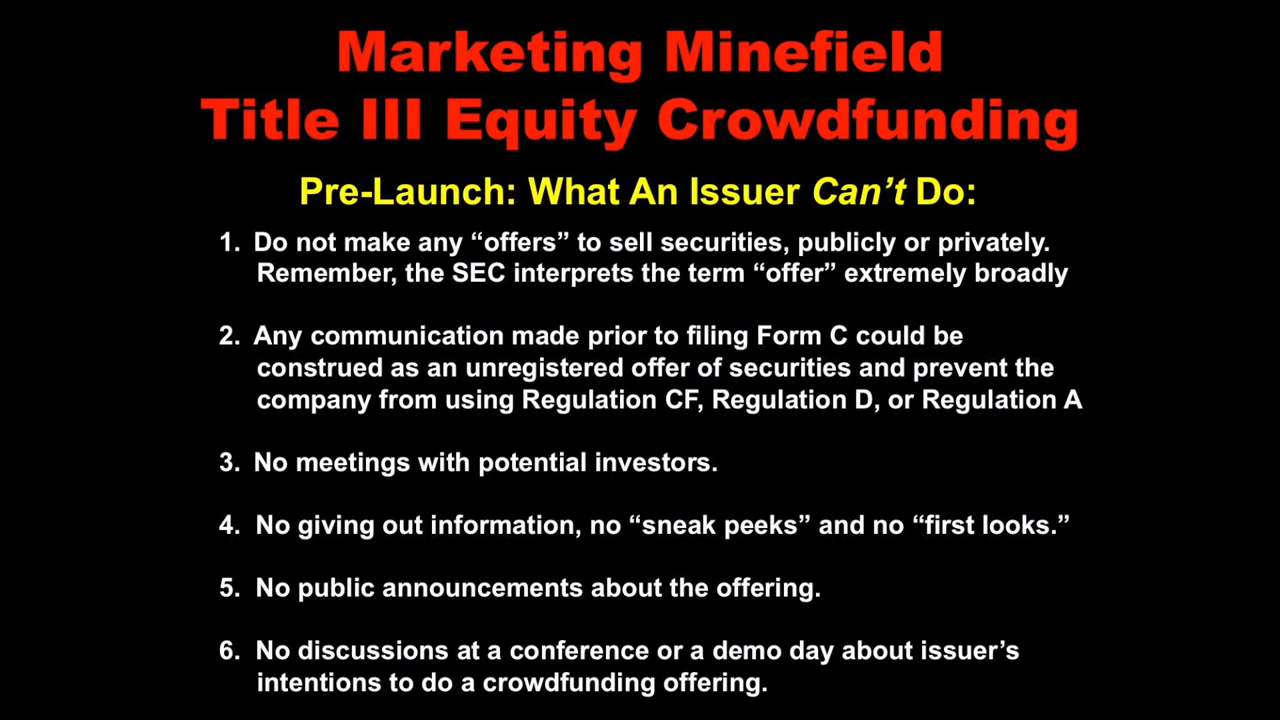 Marketing Minefield
Title III Equity Crowdfunding
Pre-Launch: What An Issuer Can’t Do:
1. Do not make any “offers” to sell securities, publicly or privately.
Remember, the SEC interprets the term “offer” extremely broadly
2. Any communication made prior to filing Form C could be
construed as an unregistered offer of securities and prevent the
company from using Regulation CF, Regulation D, or Regulation A
3. No meetings with potential investors.
4. No giving out information, no “sneak peeks” and no “first looks.”
5. No public announcements about the offering.
6. No discussions at a conference or a demo day about issuer’s
intentions to do a crowdfunding offering.